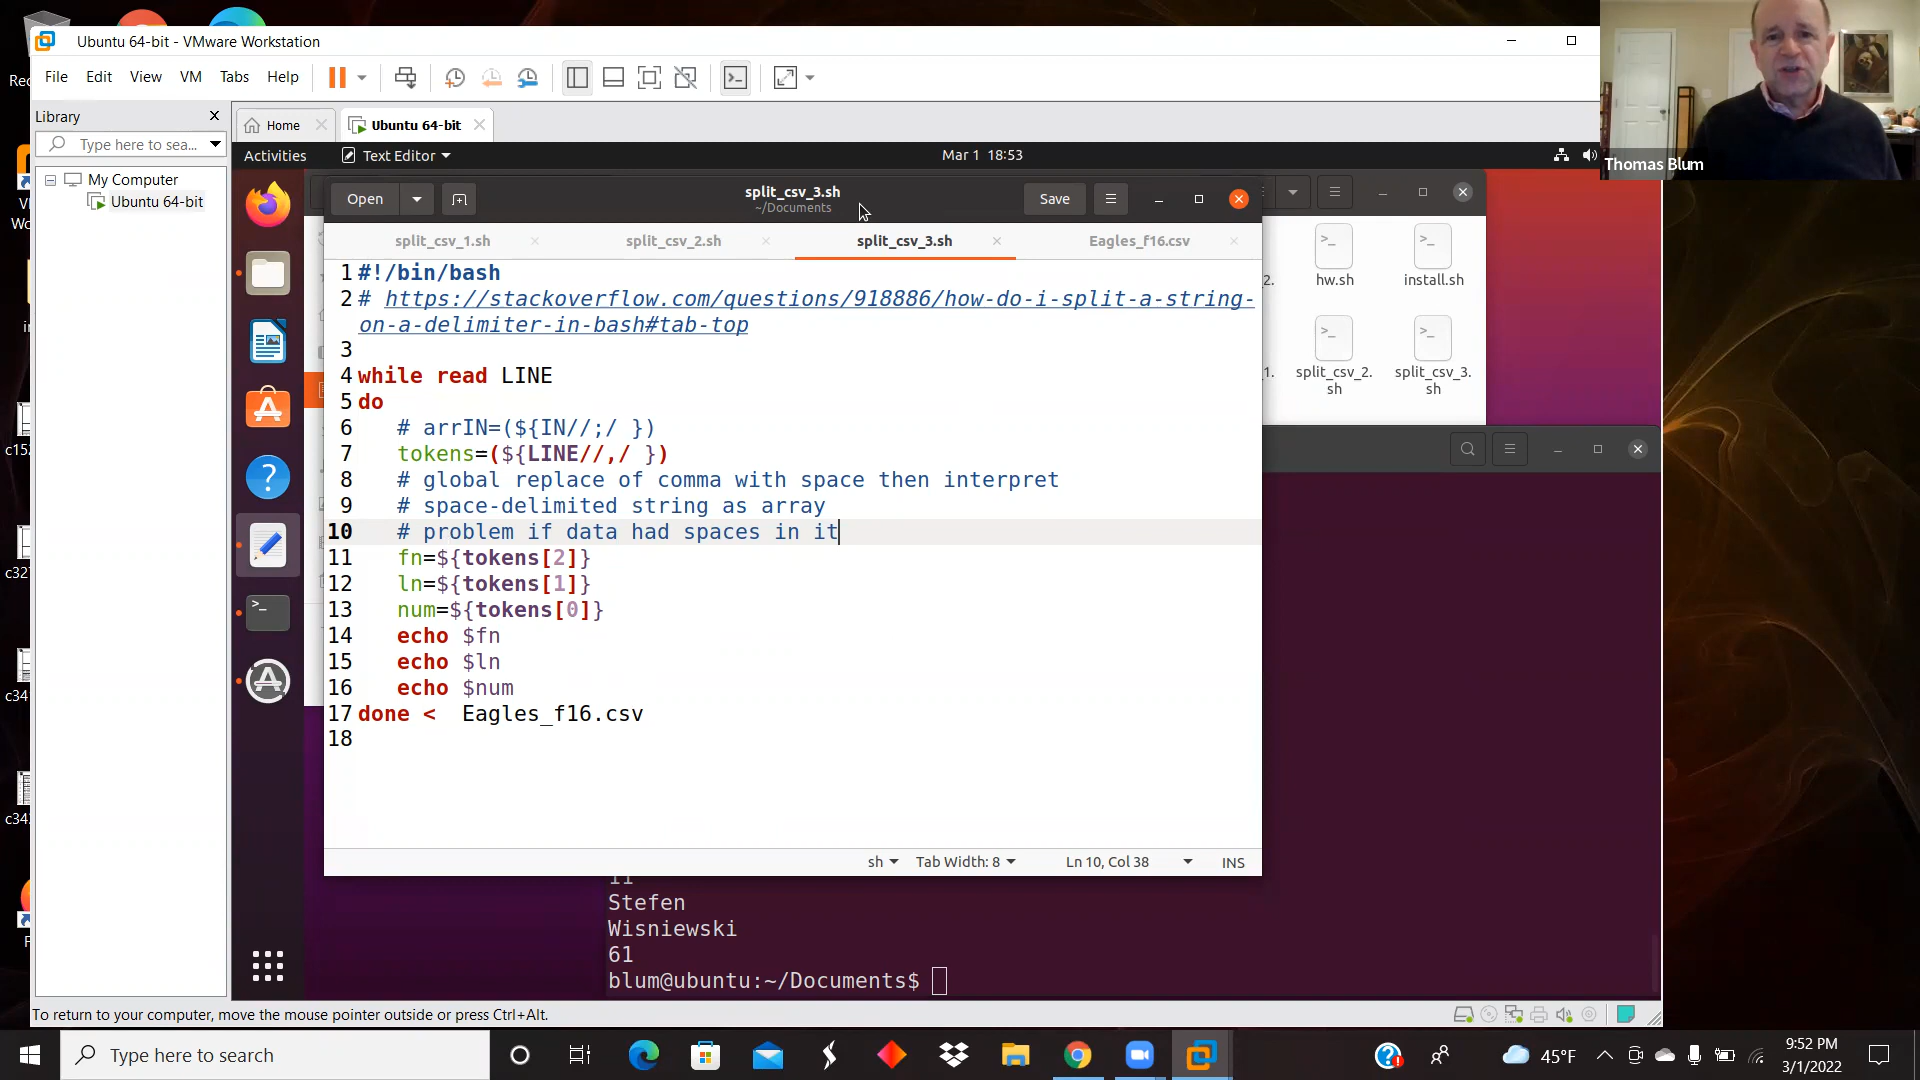 Ubuntu 64-bit - VMware Workstation
File Edit View VM Tabs Help
Library
Type here to sea...
My Computer
Ubuntu 64-bit
Home
Ubuntu 64-bit
Activities
Text Editor
Mar 1 18:53
Thomas Blum
Open
split_csv_3.sh
~/Documents
Save
split_csv_1.sh
split_csv_2.sh
split_csv_3.sh
Eagles_f16.csv
1 #!/bin/bash
2 # https://stackoverflow.com/questions/918886/how-do-i-split-a-string-
on-a-delimiter-in-bash#tab-top
3
4 while read LINE
5 do
6 # arrIN=(${IN//;/ })
7 tokens=(${LINE//,/ })
8 # global replace of comma with space then interpret
9 # space-delimited string as array
10 # problem if data had spaces in it
11 fn=${tokens[2]}
12 ln=${tokens[1]}
13 num=${tokens[0]}
14 echo $fn
15 echo $ln
16 echo $num
17 done < Eagles_f16.csv
18
sh
Tab Width: 8
Ln 10, Col 38
INS
2.
hw.sh
install.sh
1.
split_csv_2.
sh
split_csv_3.
sh
11
Stefen
Wisniewski
61
blum@ubuntu:~/Documents$
To return to your computer, move the mouse pointer outside or press Ctrl+Alt.
Type here to search
45°F
9:52 PM
3/1/2022